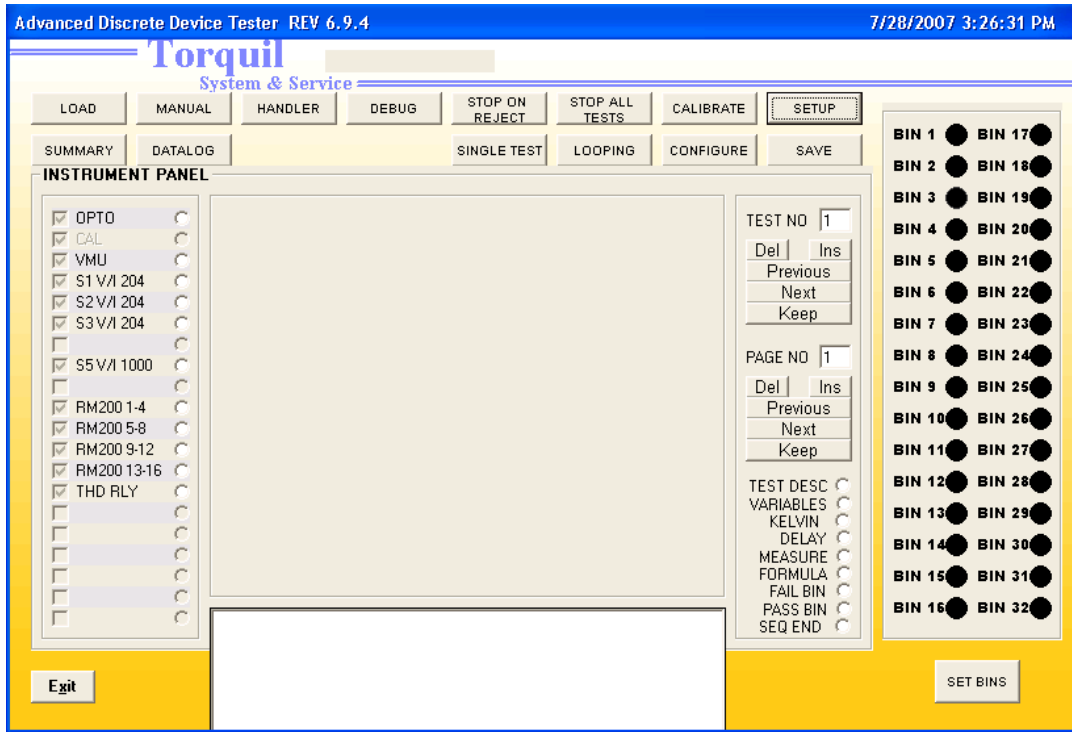 Advanced Discrete Device Tester REV 6.9.4
7/28/2007 3:26:31 PM
Torquil
System & Service
LOAD
MANUAL
HANDLER
DEBUG
STOP ON REJECT
STOP ALL TESTS
CALIBRATE
SETUP
SUMMARY
DATALOG
SINGLE TEST
LOOPING
CONFIGURE
SAVE
INSTRUMENT PANEL
OPTO
CAL
VMU
S1 V/I 204
S2 V/I 204
S3 V/I 204
S5 V/I 1000
RM200 1-4
RM200 5-8
RM200 9-12
RM200 13-16
THD RLY
TEST NO 1
Del Ins
Previous
Next
Keep
PAGE NO 1
Del Ins
Previous
Next
Keep
TEST DESC
VARIABLES
KELVIN
DELAY
MEASURE
FORMULA
FAIL BIN
PASS BIN
SEQ END
BIN 1 BIN 17
BIN 2 BIN 18
BIN 3 BIN 19
BIN 4 BIN 20
BIN 5 BIN 21
BIN 6 BIN 22
BIN 7 BIN 23
BIN 8 BIN 24
BIN 9 BIN 25
BIN 10 BIN 26
BIN 11 BIN 27
BIN 12 BIN 28
BIN 13 BIN 29
BIN 14 BIN 30
BIN 15 BIN 31
BIN 16 BIN 32
Exit
SET BINS